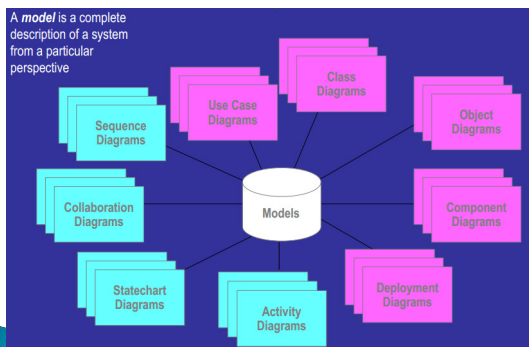 A model is a complete
description of a system
from a particular
perspective
Class
Diagrams
Use Case
Diagrams
Object
Diagrams
Sequence
Diagrams
Collaboration
Diagrams
Models
Component
Diagrams
Statechart
Diagrams
Activity
Diagrams
Deployment
Diagrams